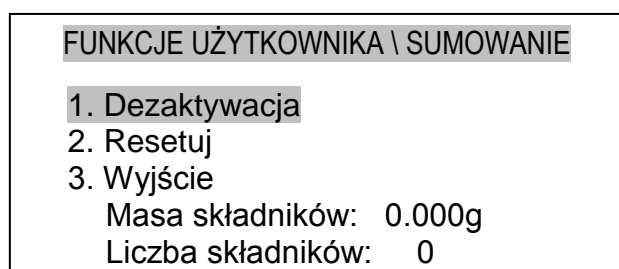 FUNKCJE UŻYTKOWNIKA \ SUMOWANIE
1. Dezaktywacja
2. Resetuj
3. Wyjście
Masa składników: 0.000g
Liczba składników: 0